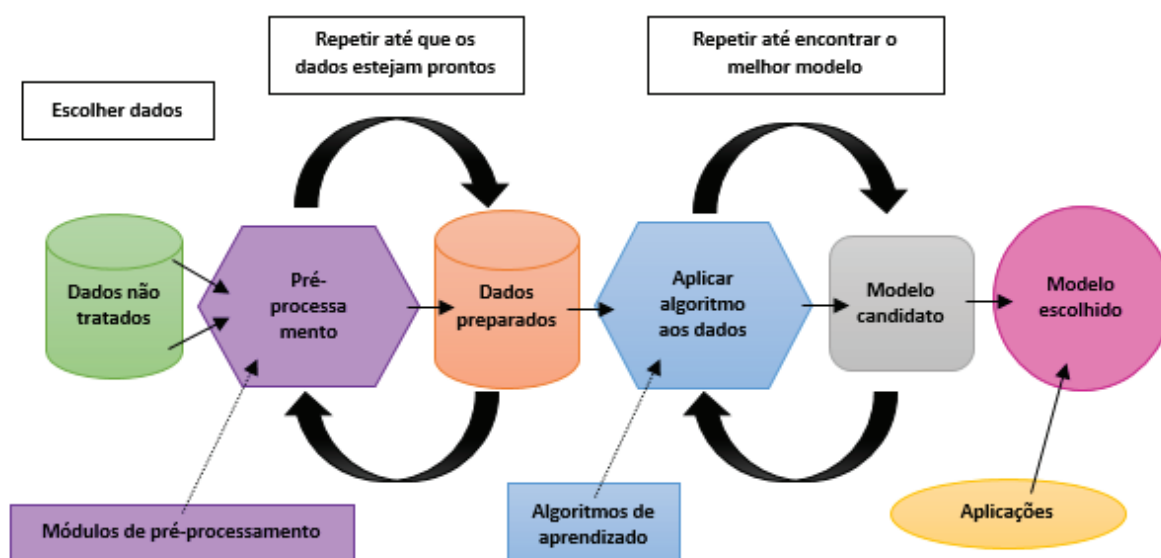 Repetir até que os
dados estejam prontos
Repetir até encontrar o
melhor modelo
Escolher dados
Dados não
tratados
Pré-
processa
mento
Dados
preparados
Aplicar
algoritmo
aos dados
Modelo
candidato
Modelo
escolhido
Módulos de pré-processamento
Algoritmos de
aprendizado
Aplicações